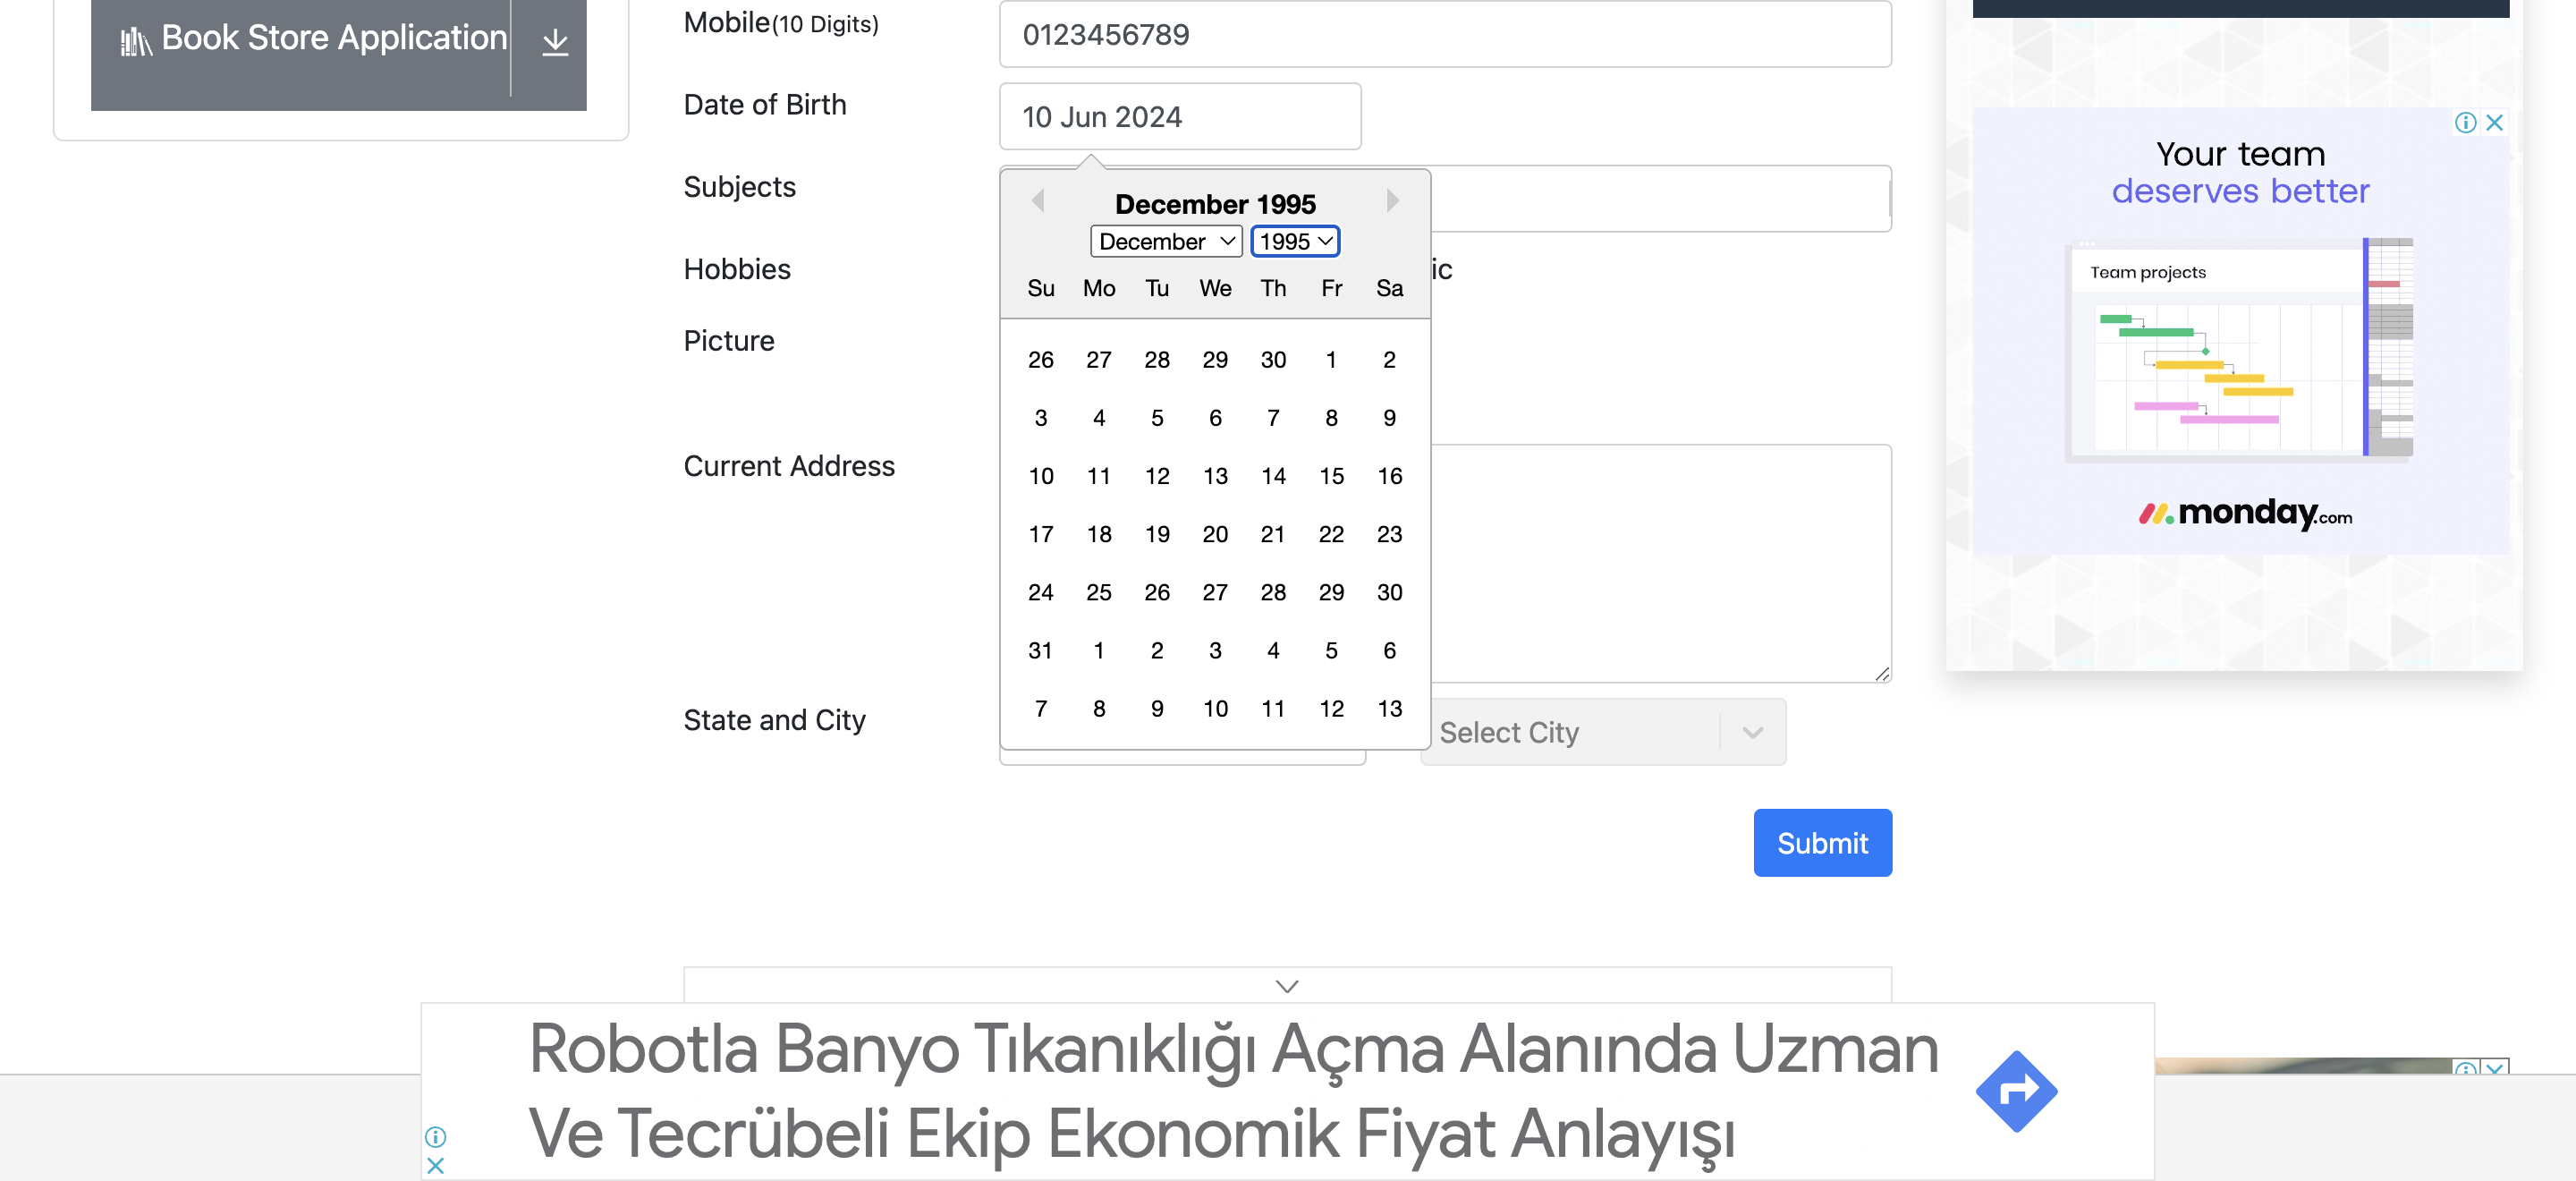 Book Store Application
Mobile(10 Digits)
0123456789
Date of Birth
10 Jun 2024
Subjects
Hobbies
ic
Picture
Current Address
State and City
Select City
December 1995
December
1995
Su Mo Tu We Th Fr Sa
26 27 28 29 30 1 2
3 4 5 6 7 8 9
10 11 12 13 14 15 16
17 18 19 20 21 22 23
24 25 26 27 28 29 30
31 1 2 3 4 5 6
7 8 9 10 11 12 13
Submit
Your team
deserves better
Team projects
monday.com
Robotla Banyo Tıkanıklığı Açma Alanında Uzman
Ve Tecrübeli Ekip Ekonomik Fiyat Anlayışı